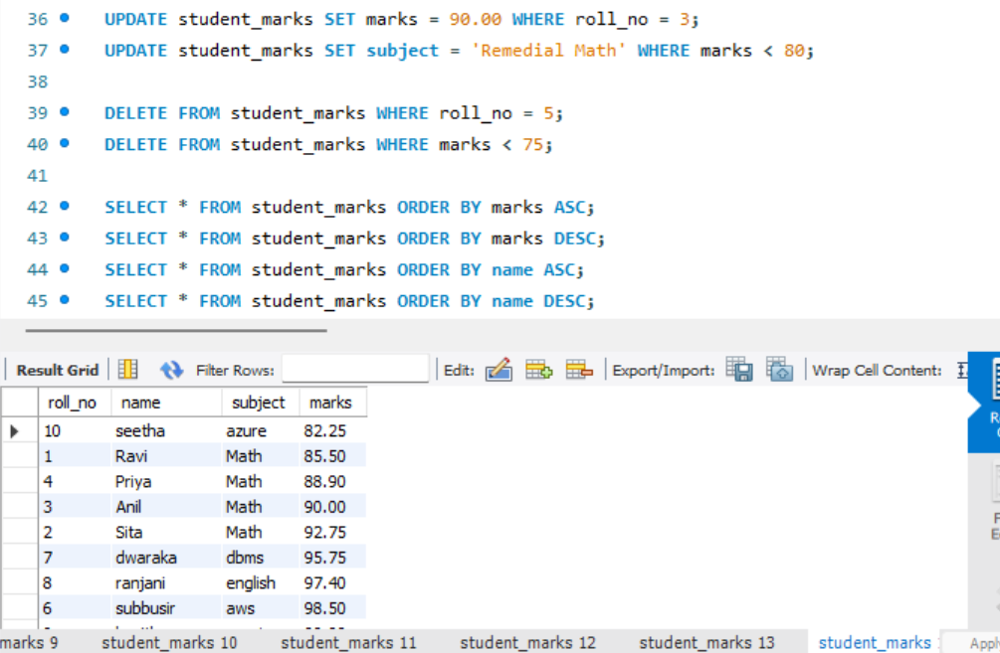 36 UPDATE student_marks SET marks = 90.00 WHERE roll_no = 3;
37 UPDATE student_marks SET subject = 'Remedial Math' WHERE marks < 80;
38
39 DELETE FROM student_marks WHERE roll_no = 5;
40 DELETE FROM student_marks WHERE marks < 75;
41
42 SELECT * FROM student_marks ORDER BY marks ASC;
43 SELECT * FROM student_marks ORDER BY marks DESC;
44 SELECT * FROM student_marks ORDER BY name ASC;
45 SELECT * FROM student_marks ORDER BY name DESC;
Result Grid Filter Rows: Edit: Export/Import: Wrap Cell Content:
roll_no name subject marks
10 seetha azure 82.25
1 Ravi Math 85.50
4 Priya Math 88.90
3 Anil Math 90.00
2 Sita Math 92.75
7 dwaraka dbms 95.75
8 ranjani english 97.40
6 subbusir aws 98.50
marks 9 student_marks 10 student_marks 11 student_marks 12 student_marks 13 student_marks